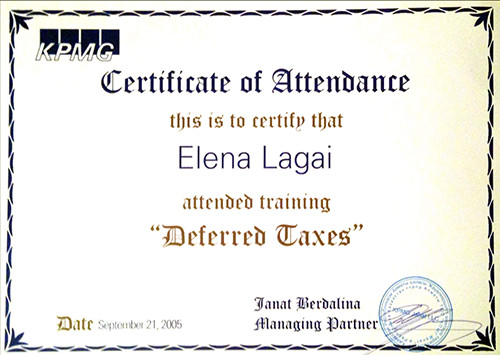 KPMG
Certificate of Attendance
this is to certify that
Elena Lagai
attended training
“Deferred Taxes”
Janat Berdalina
Date September 21, 2005
Managing Partner